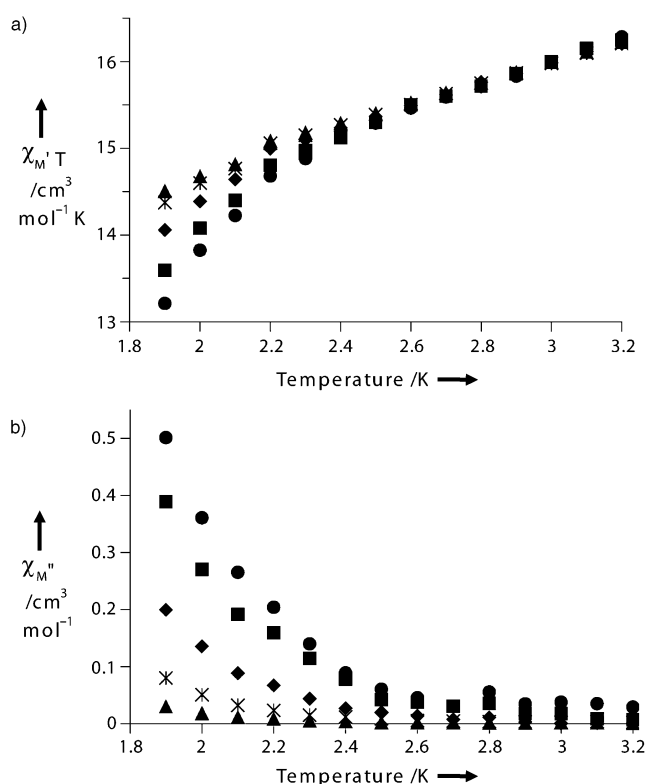 a)
16
15
14
13
χM' T
/cm³
mol⁻¹ K
1.8 2 2.2 2.4 2.6 2.8 3 3.2
Temperature /K
b)
0.5
0.4
0.3
0.2
0.1
0
χM"
/cm³
mol⁻¹
1.8 2 2.2 2.4 2.6 2.8 3 3.2
Temperature /K